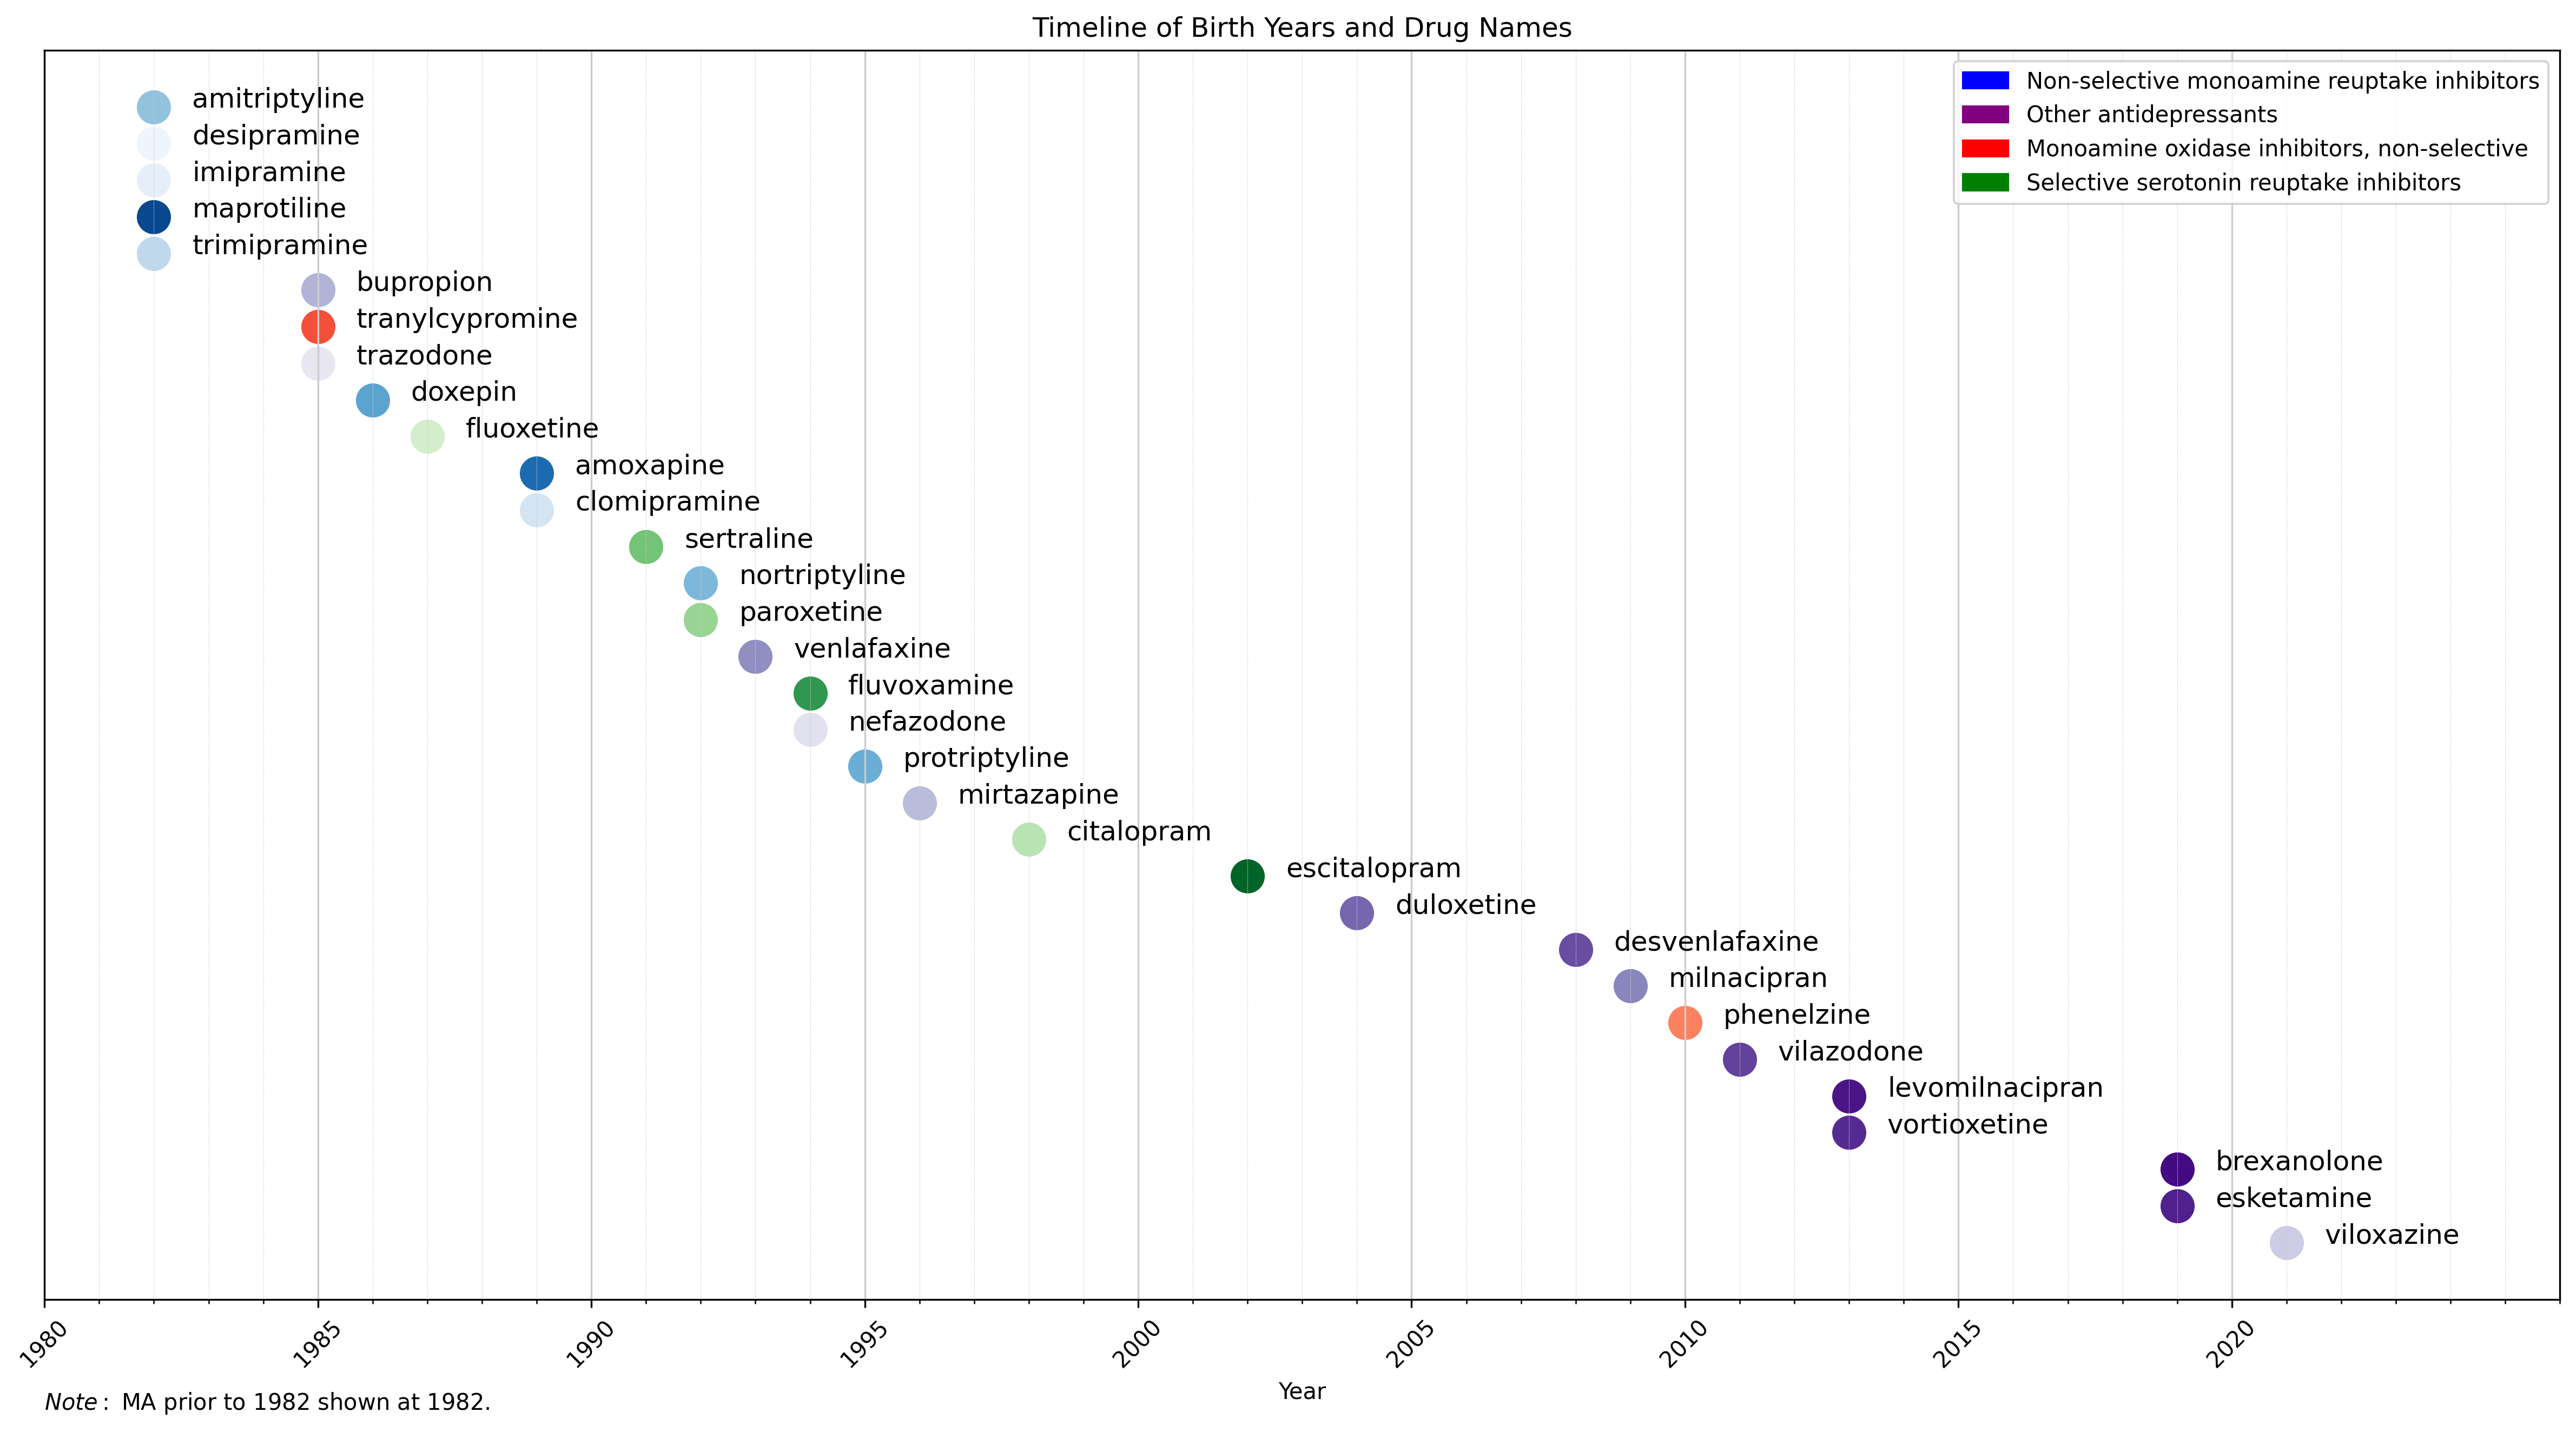 Timeline of Birth Years and Drug Names
Non-selective monoamine reuptake inhibitors
Other antidepressants
Monoamine oxidase inhibitors, non-selective
Selective serotonin reuptake inhibitors
amitriptyline
desipramine
imipramine
maprotiline
trimipramine
bupropion
tranylcypromine
trazodone
doxepin
fluoxetine
amoxapine
clomipramine
sertraline
nortriptyline
paroxetine
venlafaxine
fluvoxamine
nefazodone
protriptyline
mirtazapine
citalopram
escitalopram
duloxetine
desvenlafaxine
milnacipran
phenelzine
vilazodone
levomilnacipran
vortioxetine
brexanolone
esketamine
viloxazine
1980 1985 1990 1995 2000 2005 2010 2015 2020
Year
Note: MA prior to 1982 shown at 1982.